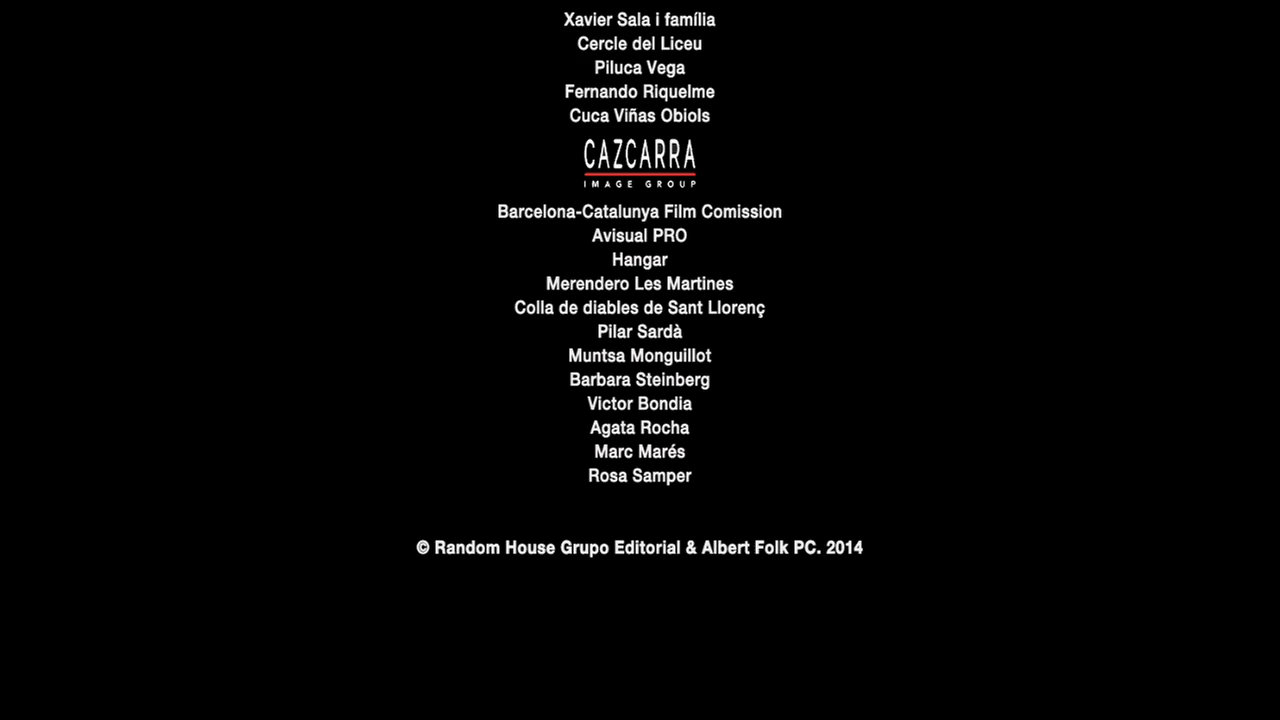 Xavier Sala i família
Cercle del Liceu
Piluca Vega
Fernando Riquelme
Cuca Viñas Obiols
CAZCARRA
IMAGE GROUP
Barcelona-Catalunya Film Comission
Avisual PRO
Hangar
Merendero Les Martines
Colla de diables de Sant Llorenç
Pilar Sardà
Muntsa Monguillot
Barbara Steinberg
Victor Bondia
Agata Rocha
Marc Marés
Rosa Samper
© Random House Grupo Editorial & Albert Folk PC. 2014